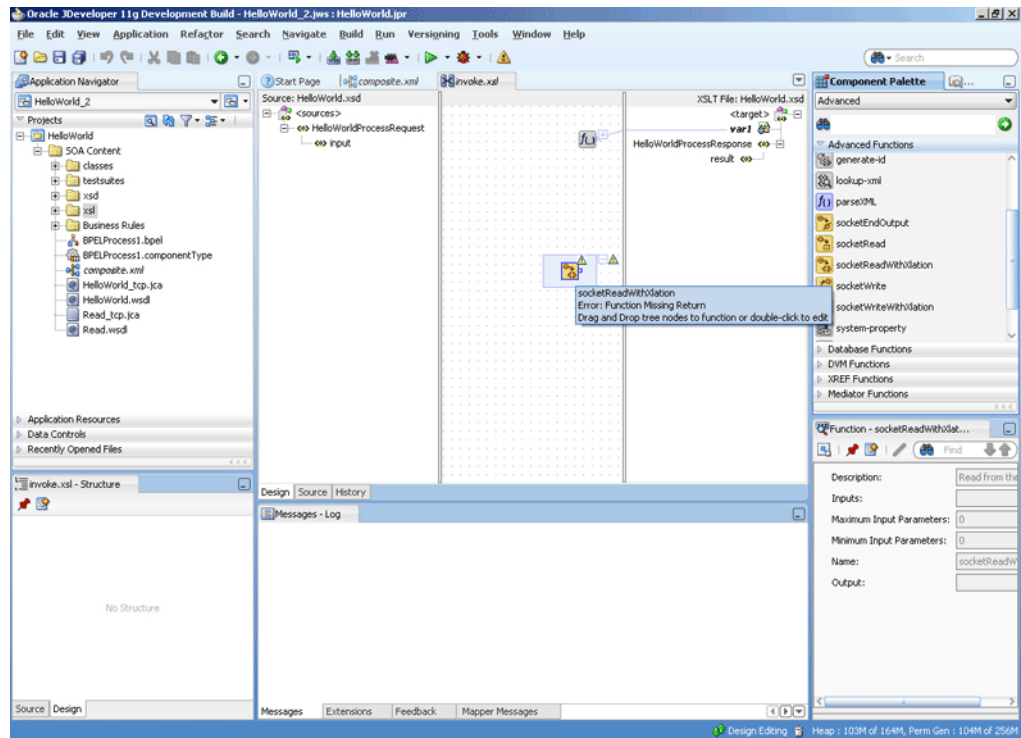 Oracle JDeveloper 11g Development Build - HelloWorld_2.jws : HelloWorld.jpr
File Edit View Application Refactor Search Navigate Build Run Versioning Tools Window Help
Search
Application Navigator
HelloWorld_2
Projects
HelloWorld
SOA Content
classes
testsuites
xsd
xsl
Business Rules
BPELProcess1.bpel
BPELProcess1.componentType
composite.xml
HelloWorld_tcp.jca
HelloWorld.wsdl
Read_tcp.jca
Read.wsdl
Application Resources
Data Controls
Recently Opened Files
invoke.xsl - Structure
No Structure
Source Design
Start Page composite.xml invoke.xsl
Source: HelloWorld.xsd
<sources>
HelloWorldProcessRequest
input
f()
XSLT File: HelloWorld.xsd
<target>
var1
HelloWorldProcessResponse
result
socketReadWithXlation
Error: Function Missing Return
Drag and Drop tree nodes to function or double-click to edit
Design Source History
Messages - Log
Messages Extensions Feedback Mapper Messages
Component Palette
Advanced
Advanced Functions
generate-id
lookup-xml
f() parseXML
socketEndOutput
socketRead
socketReadWithXlation
socketWrite
socketWriteWithXlation
system-property
Database Functions
DVM Functions
XREF Functions
Mediator Functions
Function - socketReadWithXlat...
Find
Description: Read from the
Inputs:
Maximum Input Parameters: 0
Minimum Input Parameters: 0
Name: socketReadW
Output:
Design Editing Heap : 103M of 164M, Perm Gen : 104M of 256M